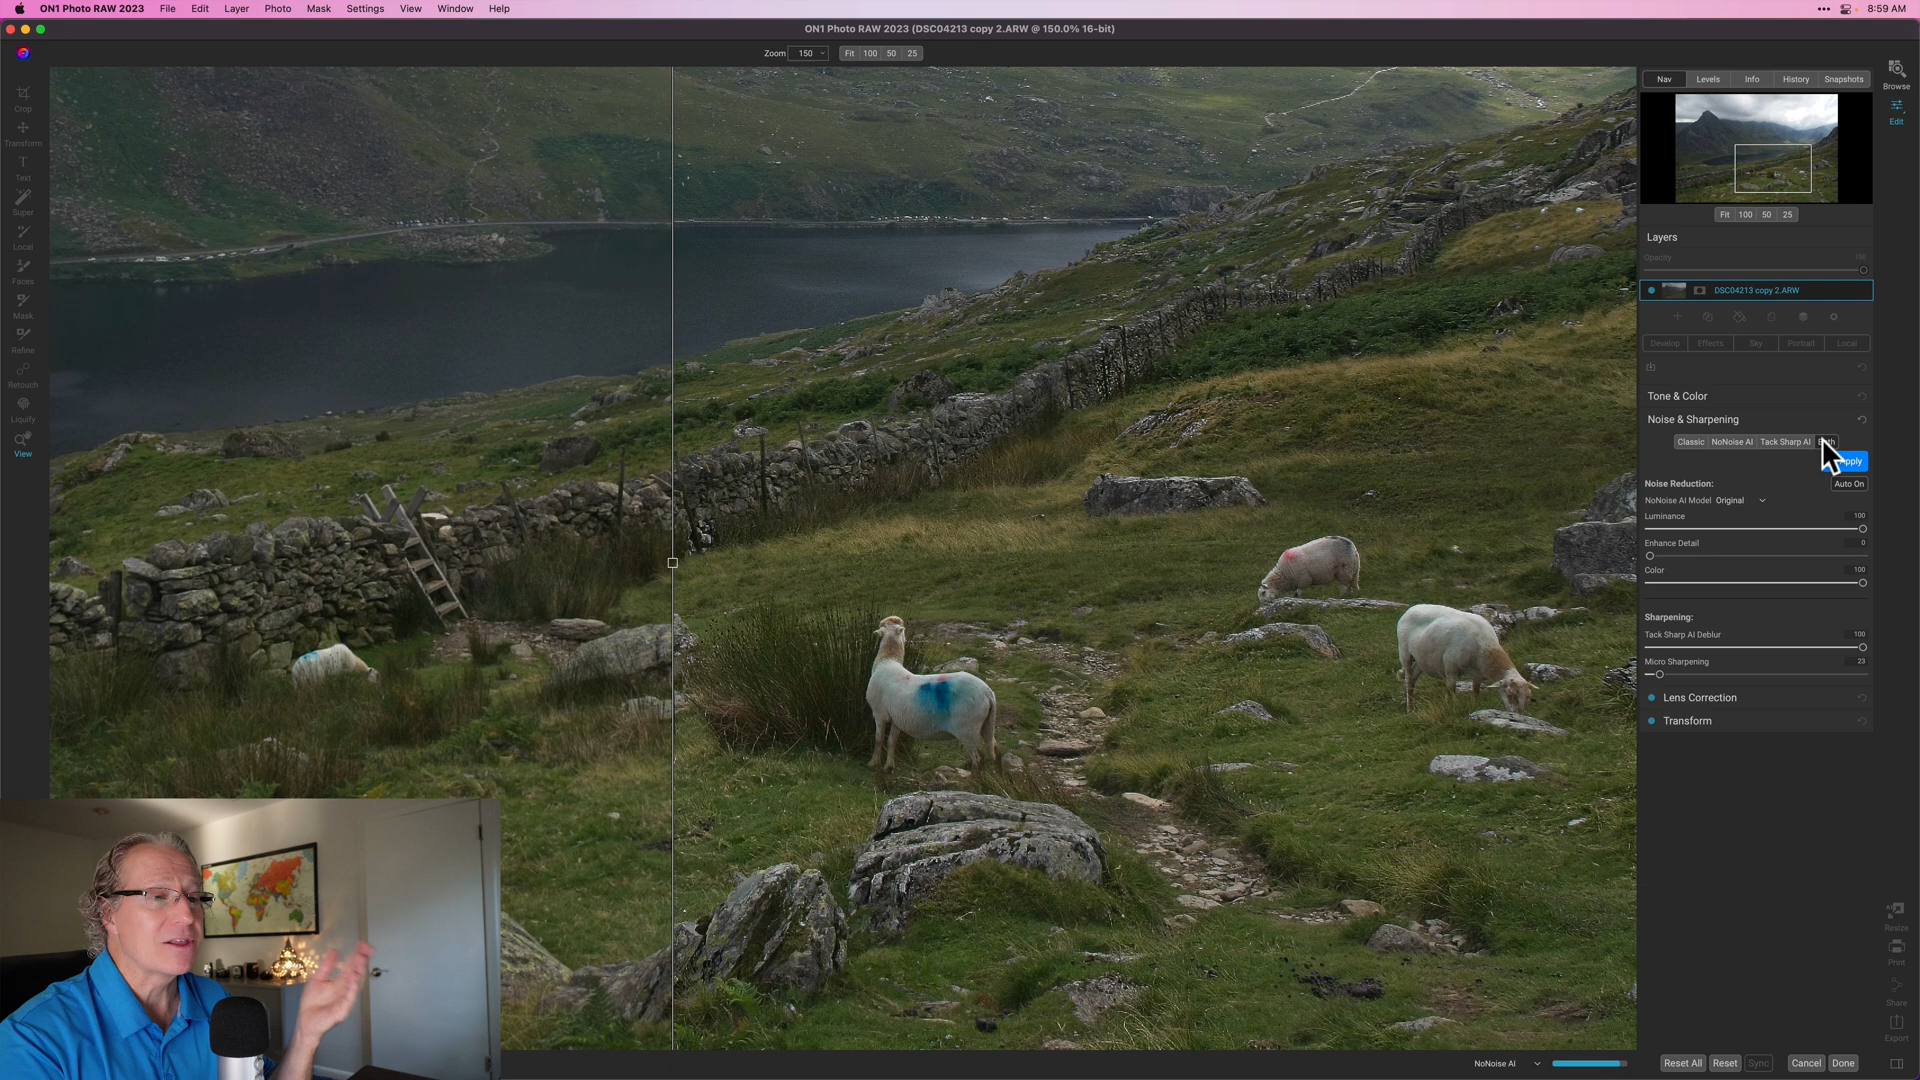 ON1 Photo RAW 2023 File Edit Layer Photo Mask Settings View Window Help 8:59 AM
ON1 Photo RAW 2023 (DSC04213 copy 2.ARW @ 150.0% 16-bit)
Zoom 150 Fit 100 50 25
Crop
Transform
Text
Super
Local
Faces
Mask
Refine
Retouch
Liquify
View
Nav Levels Info History Snapshots
Browse
Edit
Fit 100 50 25
Layers
Opacity 100
DSC04213 copy 2.ARW
Develop Effects Sky Portrait Local
Tone & Color
Noise & Sharpening
Classic NoNoise AI Tack Sharp AI
Noise Reduction: Auto On
NoNoise AI Model Original
Luminance 100
Enhance Detail 0
Color 100
Sharpening:
Tack Sharp AI Deblur 100
Micro Sharpening 23
Lens Correction
Transform
AI
Resize
Print
Share
Export
NoNoise AI Reset All Reset Sync Cancel Done